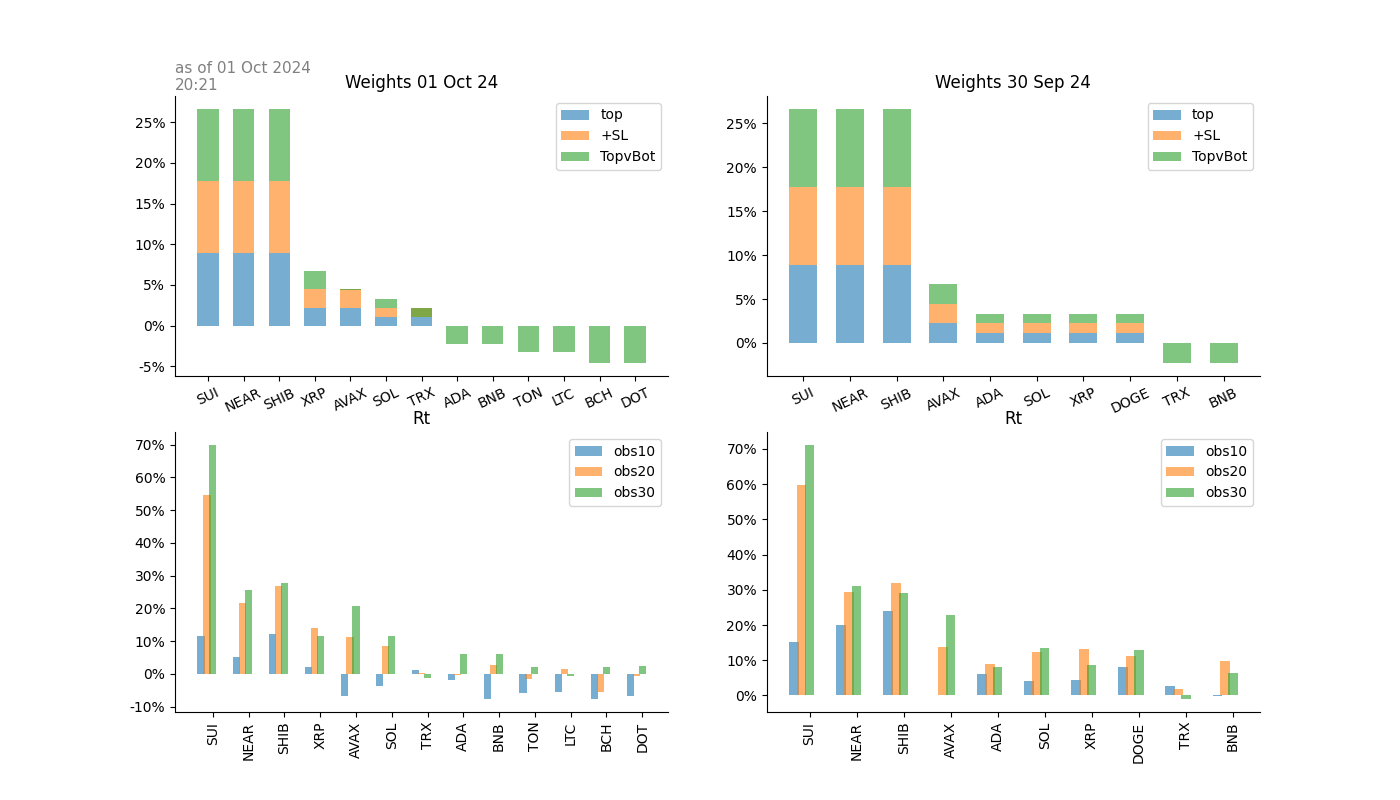 as of 01 Oct 2024
20:21
Weights 01 Oct 24
25%
20%
15%
10%
5%
0%
-5%
top
+SL
TopvBot
SUI NEAR SHIB XRP AVAX SOL TRX ADA BNB TON LTC BCH DOT
Weights 30 Sep 24
25%
20%
15%
10%
5%
0%
top
+SL
TopvBot
SUI NEAR SHIB AVAX ADA SOL XRP DOGE TRX BNB
Rt
70%
60%
50%
40%
30%
20%
10%
0%
-10%
obs10
obs20
obs30
SUI NEAR SHIB XRP AVAX SOL TRX ADA BNB TON LTC BCH DOT
Rt
70%
60%
50%
40%
30%
20%
10%
0%
obs10
obs20
obs30
SUI NEAR SHIB AVAX ADA SOL XRP DOGE TRX BNB